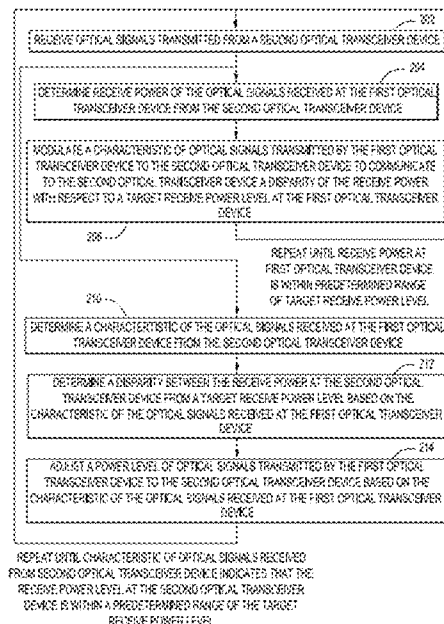 202
RECEIVE OPTICAL SIGNALS TRANSMITTED FROM A SECOND OPTICAL TRANSCEIVER DEVICE
204
DETERMINE RECEIVE POWER OF THE OPTICAL SIGNALS RECEIVED AT THE FIRST OPTICAL
TRANSCEIVER DEVICE FROM THE SECOND OPTICAL TRANSCEIVER DEVICE
MODULATE A CHARACTERISTIC OF OPTICAL SIGNALS TRANSMITTED BY THE FIRST OPTICAL
TRANSCEIVER DEVICE TO THE SECOND OPTICAL TRANSCEIVER DEVICE TO COMMUNICATE
TO THE SECOND OPTICAL TRANSCEIVER DEVICE A DISPARITY OF THE RECEIVE POWER
WITH RESPECT TO A TARGET RECEIVE POWER LEVEL AT THE FIRST OPTICAL TRANSCEIVER
DEVICE
206
REPEAT UNTIL RECEIVE POWER AT
FIRST OPTICAL TRANSCEIVER DEVICE
IS WITHIN PREDETERMINED RANGE
OF TARGET RECEIVE POWER LEVEL
210
DETERMINE A CHARACTERISTIC OF THE OPTICAL SIGNALS RECEIVED AT THE FIRST OPTICAL
TRANSCEIVER DEVICE FROM THE SECOND OPTICAL TRANSCEIVER DEVICE
212
DETERMINE A DISPARITY BETWEEN THE RECEIVE POWER AT THE SECOND OPTICAL
TRANSCEIVER DEVICE FROM A TARGET RECEIVE POWER LEVEL BASED ON THE
CHARACTERISTIC OF THE OPTICAL SIGNALS RECEIVED AT THE FIRST OPTICAL TRANSCEIVER
DEVICE
214
ADJUST A POWER LEVEL OF OPTICAL SIGNALS TRANSMITTED BY THE FIRST OPTICAL
TRANSCEIVER DEVICE TO THE SECOND OPTICAL TRANSCEIVER DEVICE BASED ON THE
CHARACTERISTIC OF THE OPTICAL SIGNALS RECEIVED AT THE FIRST OPTICAL TRANSCEIVER
DEVICE
REPEAT UNTIL CHARACTERISTIC OF OPTICAL SIGNALS RECEIVED
FROM SECOND OPTICAL TRANSCEIVER DEVICE INDICATES THAT THE
RECEIVE POWER LEVEL AT THE SECOND OPTICAL TRANSCEIVER
DEVICE IS WITHIN A PREDETERMINED RANGE OF THE TARGET
RECEIVE POWER LEVEL